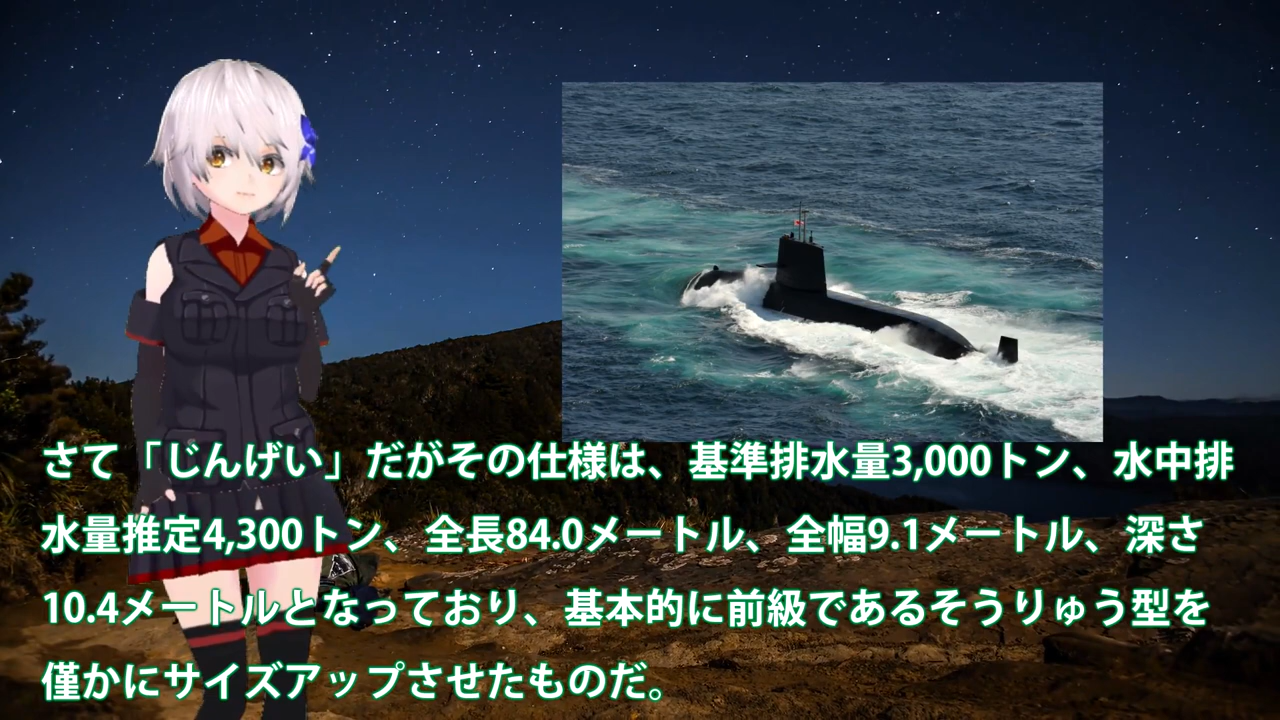 さて「じんげい」だがその仕様は、基準排水量3,000トン、水中排
水量推定4,300トン、全長84.0メートル、全幅9.1メートル、深さ
10.4メートルとなっており、基本的に前級であるそうりゅう型を
僅かにサイズアップさせたものだ。